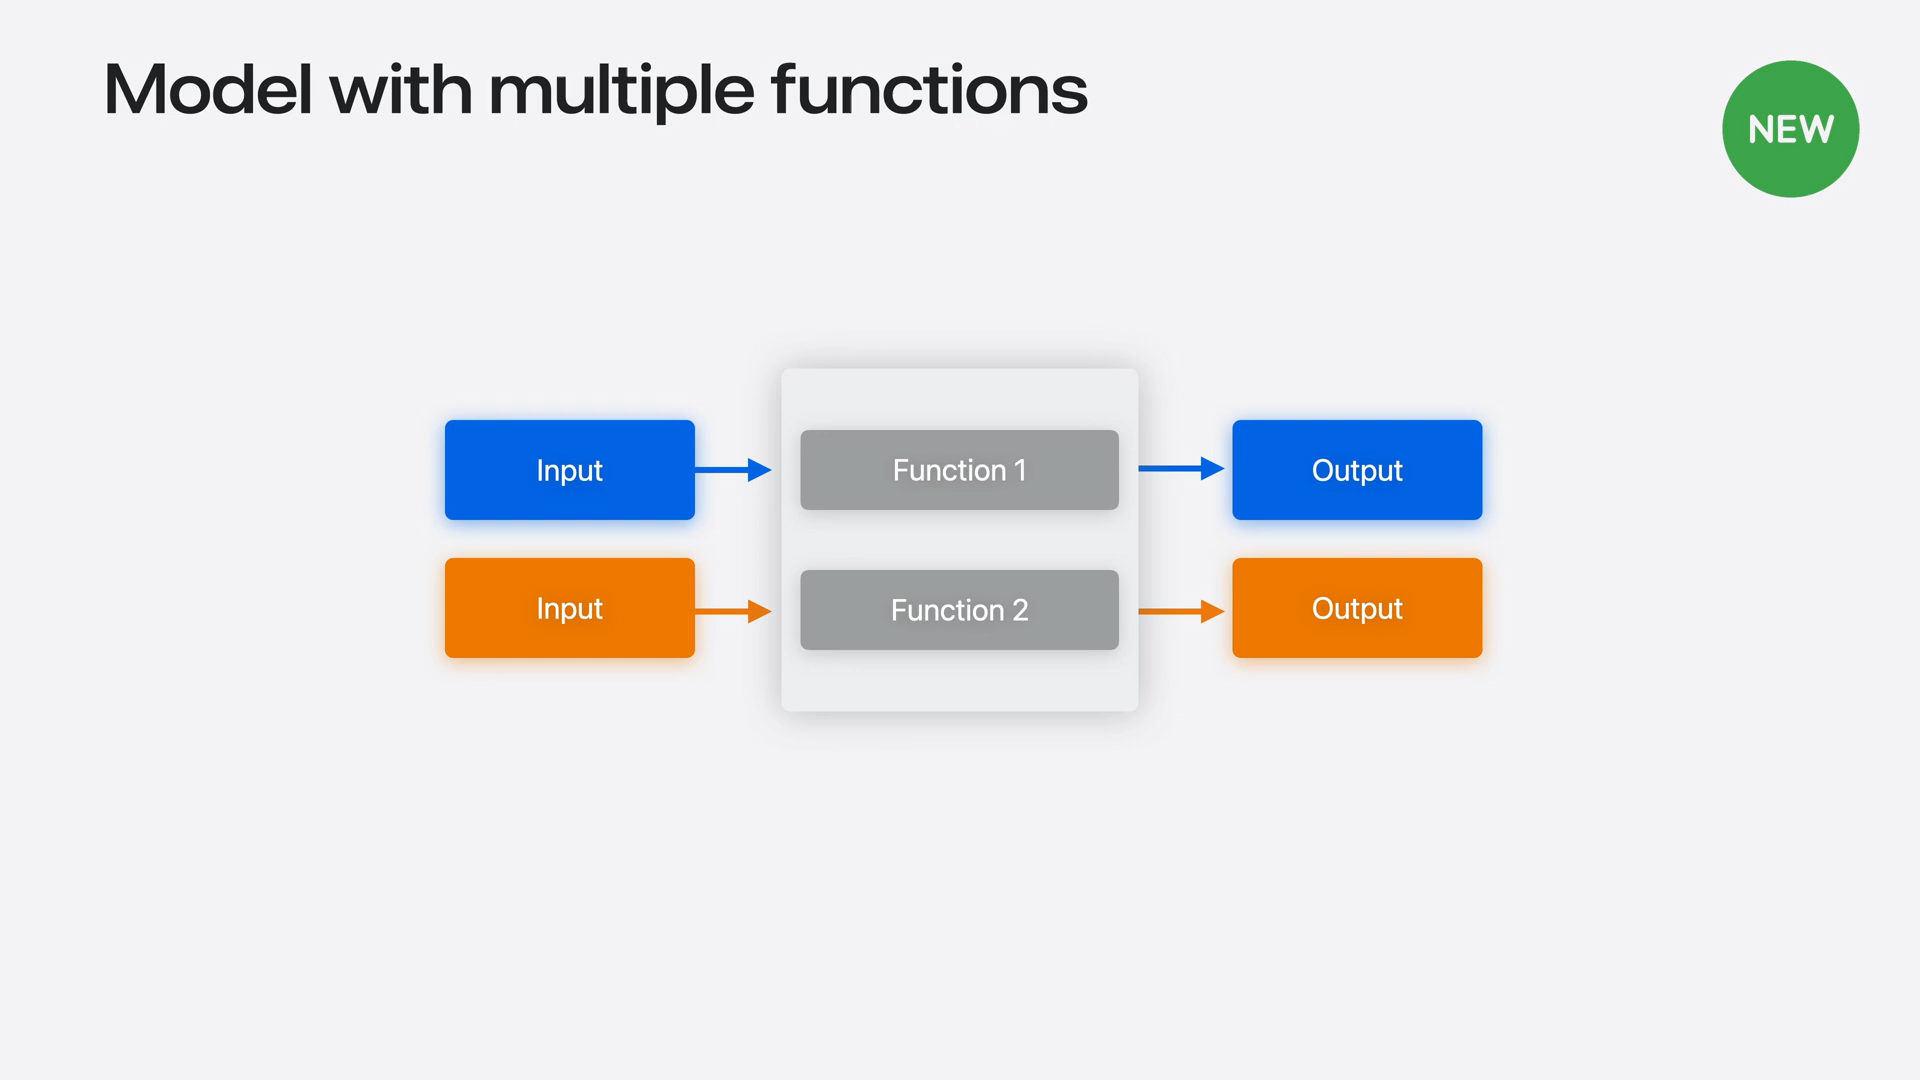 Model with multiple functions
NEW
Input
Function 1
Output
Input
Function 2
Output